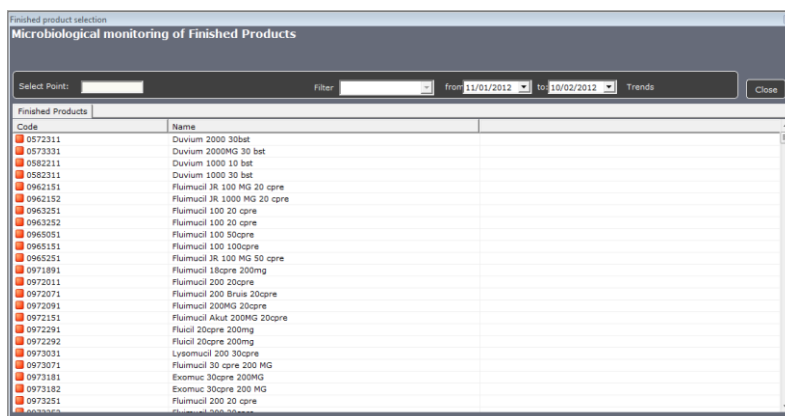 Finished product selection
Microbiological monitoring of Finished Products
Select Point: Filter from 11/01/2012 to: 10/02/2012 Trends Close
Finished Products
Code Name
0572311 Duvium 2000 30bst
0573331 Duvium 2000MG 30 bst
0582211 Duvium 1000 10 bst
0582311 Duvium 1000 30 bst
0962151 Fluimucil JR 100 MG 20 cpre
0962152 Fluimucil JR 1000 MG 20 cpre
0963251 Fluimucil 100 20 cpre
0963252 Fluimucil 100 20 cpre
0965051 Fluimucil 100 50cpre
0965151 Fluimucil 100 100cpre
0965251 Fluimucil JR 100 MG 50 cpre
0971891 Fluimucil 18cpre 200mg
0972011 Fluimucil 200 20cpre
0972071 Fluimucil 200 Bruis 20cpre
0972091 Fluimucil 200MG 20cpre
0972151 Fluimucil Akut 200MG 20cpre
0972291 Fluicil 20cpre 200mg
0972292 Fluicil 20cpre 200mg
0973031 Lysomucil 200 30cpre
0973071 Fluimucil 30 cpre 200 MG
0973181 Exomuc 30cpre 200MG
0973182 Exomuc 30cpre 200 MG
0973251 Fluimucil 200 20 cpre